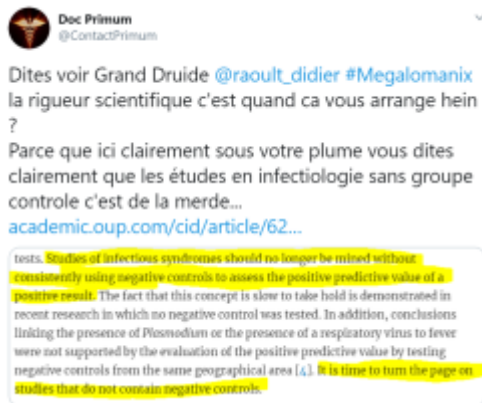 Doc Primum
@ContactPrimum
Dites voir Grand Druide @raoult_didier #Megalomanix
la rigueur scientifique c'est quand ca vous arrange hein
?
Parce que ici clairement sous votre plume vous dites
clairement que les études en infectiologie sans groupe
controle c'est de la merde...
academic.oup.com/cid/article/62...
tests. Studies of infectious syndromes should no longer be mined without
consistently using negative controls to assess the positive predictive value of a
positive result. The fact that this concept is slow to take hold is demonstrated in
recent research in which no negative control was tested. In addition, conclusions
linking the presence of Plasmodium or the presence of a respiratory virus to fever
were not supported by the evaluation of the positive predictive value by testing
negative controls from the same geographical area [4]. It is time to turn the page on
studies that do not contain negative controls.